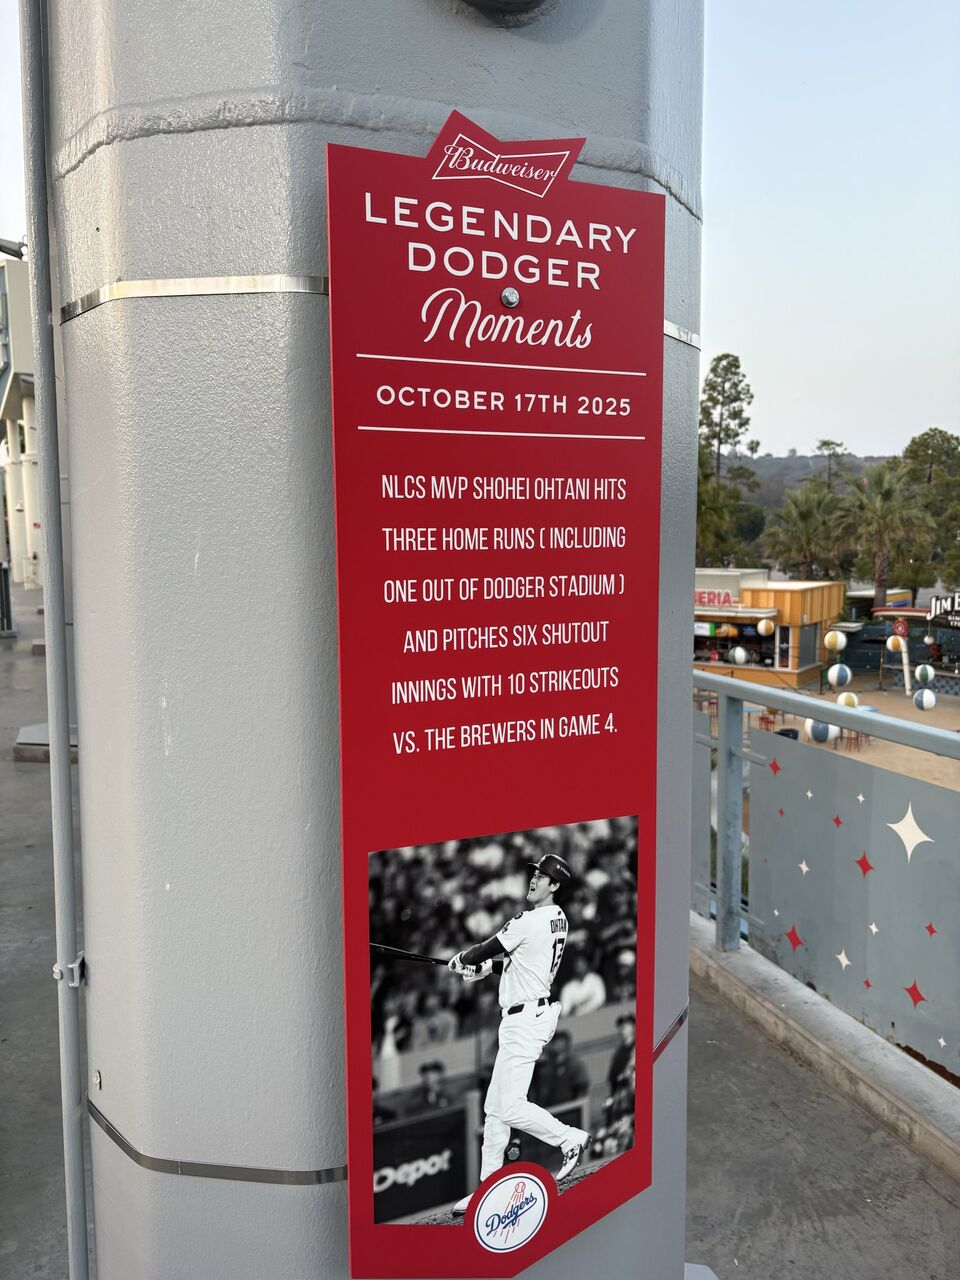 Budweiser
LEGENDARY
DODGER
Moments
OCTOBER 17TH 2025
NLCS MVP SHOHEI OHTANI HITS
THREE HOME RUNS ( INCLUDING
ONE OUT OF DODGER STADIUM )
AND PITCHES SIX SHUTOUT
INNINGS WITH 10 STRIKEOUTS
VS. THE BREWERS IN GAME 4.
17
Depot
Dodgers
JIM B